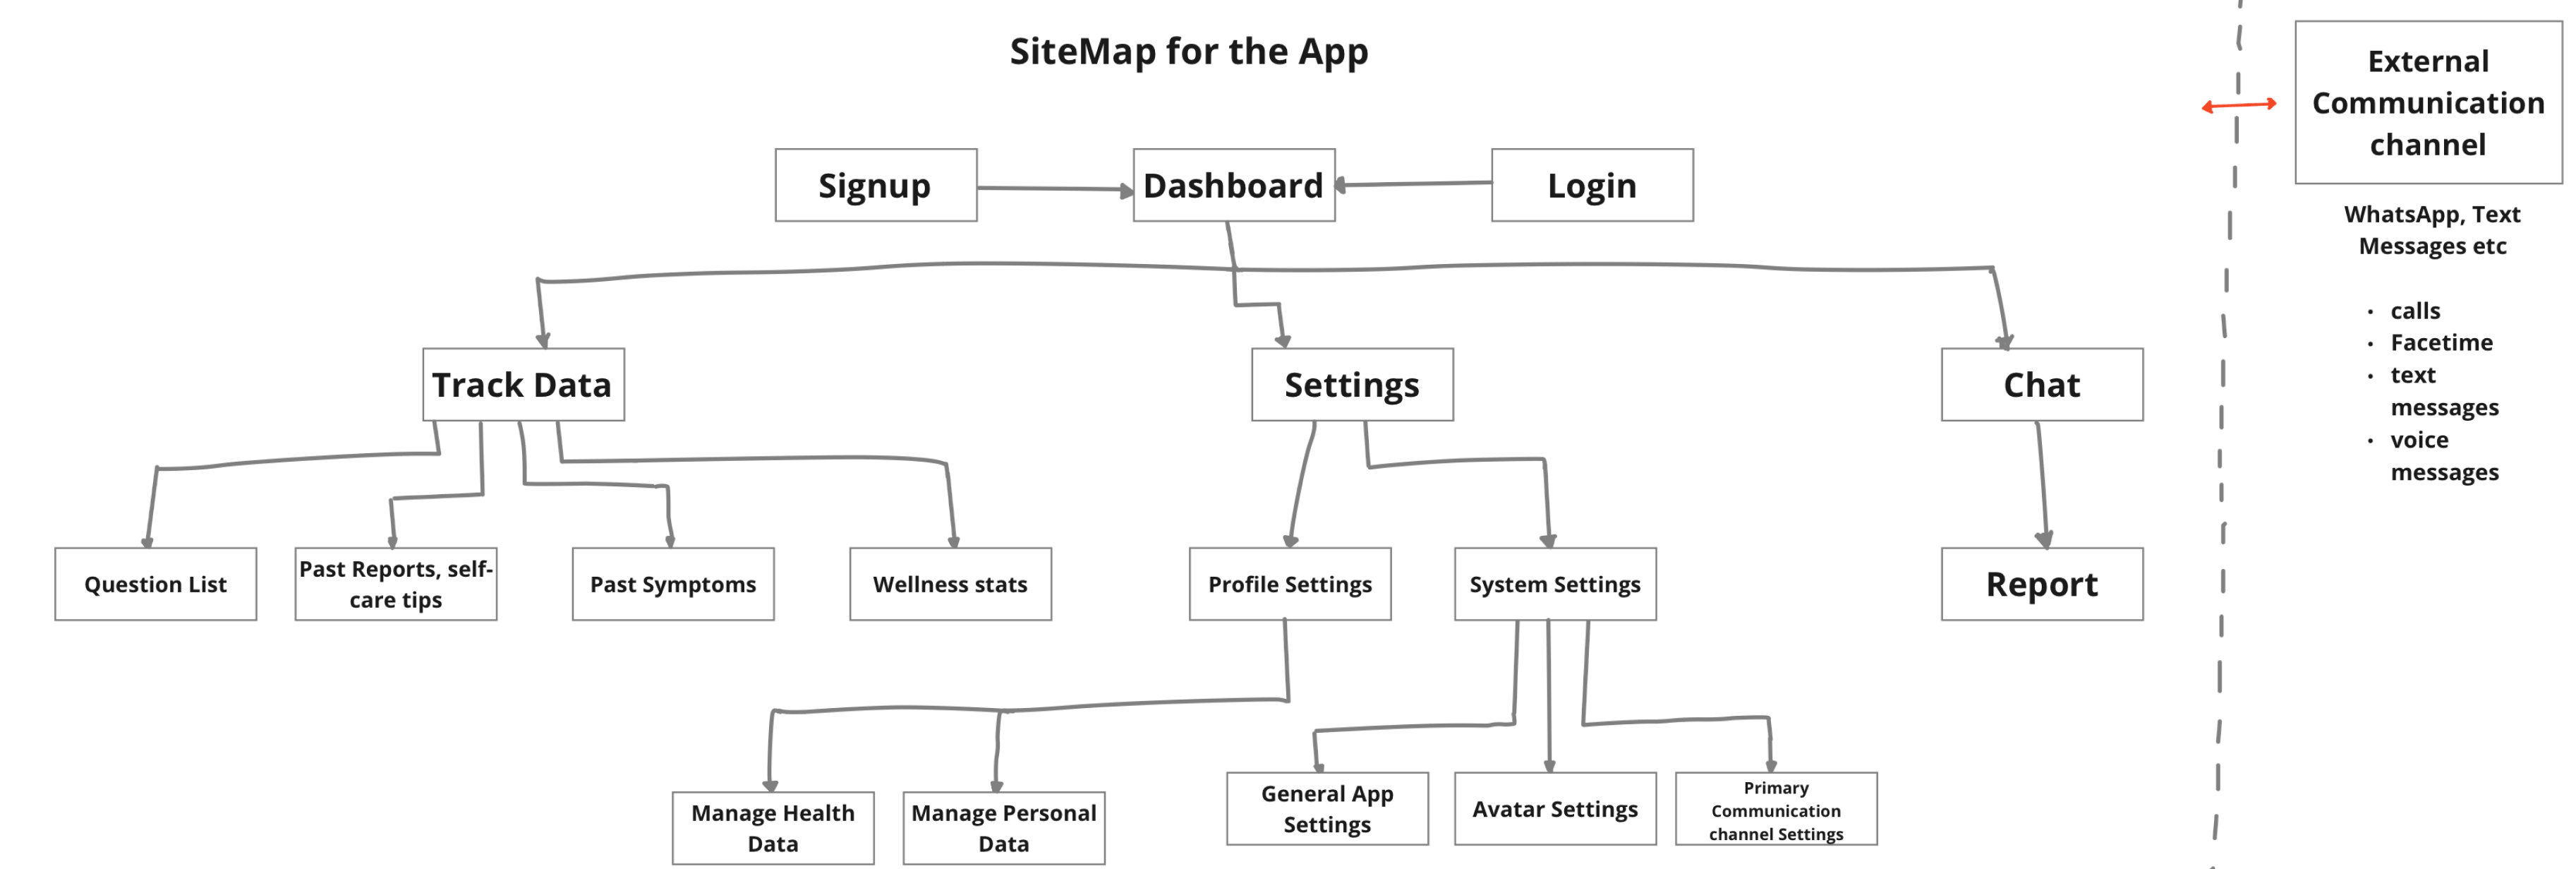 SiteMap for the App
External
Communication
channel
Signup
Dashboard
Login
WhatsApp, Text
Messages etc
• calls
• Facetime
• text
messages
• voice
messages
Track Data
Settings
Chat
Question List
Past Reports, self-
care tips
Past Symptoms
Wellness stats
Profile Settings
System Settings
Report
Manage Health
Data
Manage Personal
Data
General App
Settings
Avatar Settings
Primary
Communication
channel Settings